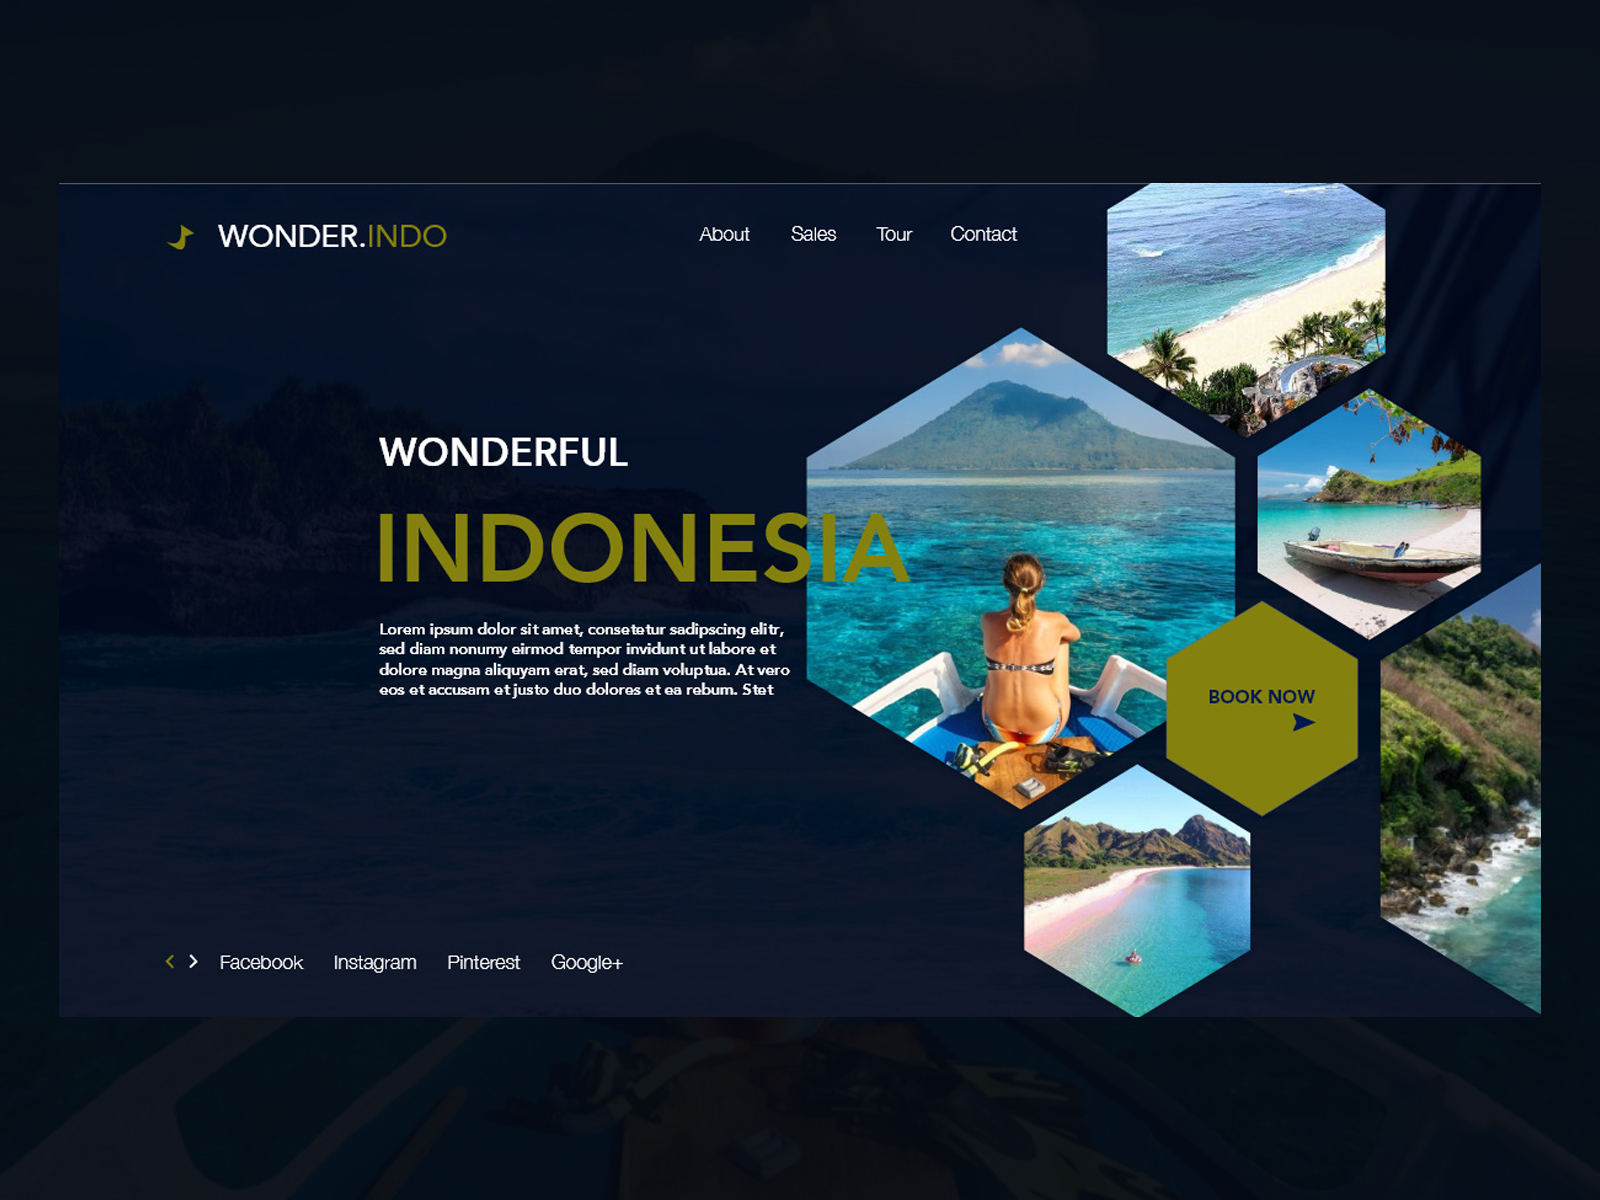 WONDER.INDO
About Sales Tour Contact
WONDERFUL
INDONESIA
Lorem ipsum dolor sit amet, consetetur sadipscing elitr,
sed diam nonumy eirmod tempor invidunt ut labore et
dolore magna aliquyam erat, sed diam voluptua. At vero
eos et accusam et justo duo dolores et ea rebum. Stet
BOOK NOW
Facebook Instagram Pinterest Google+